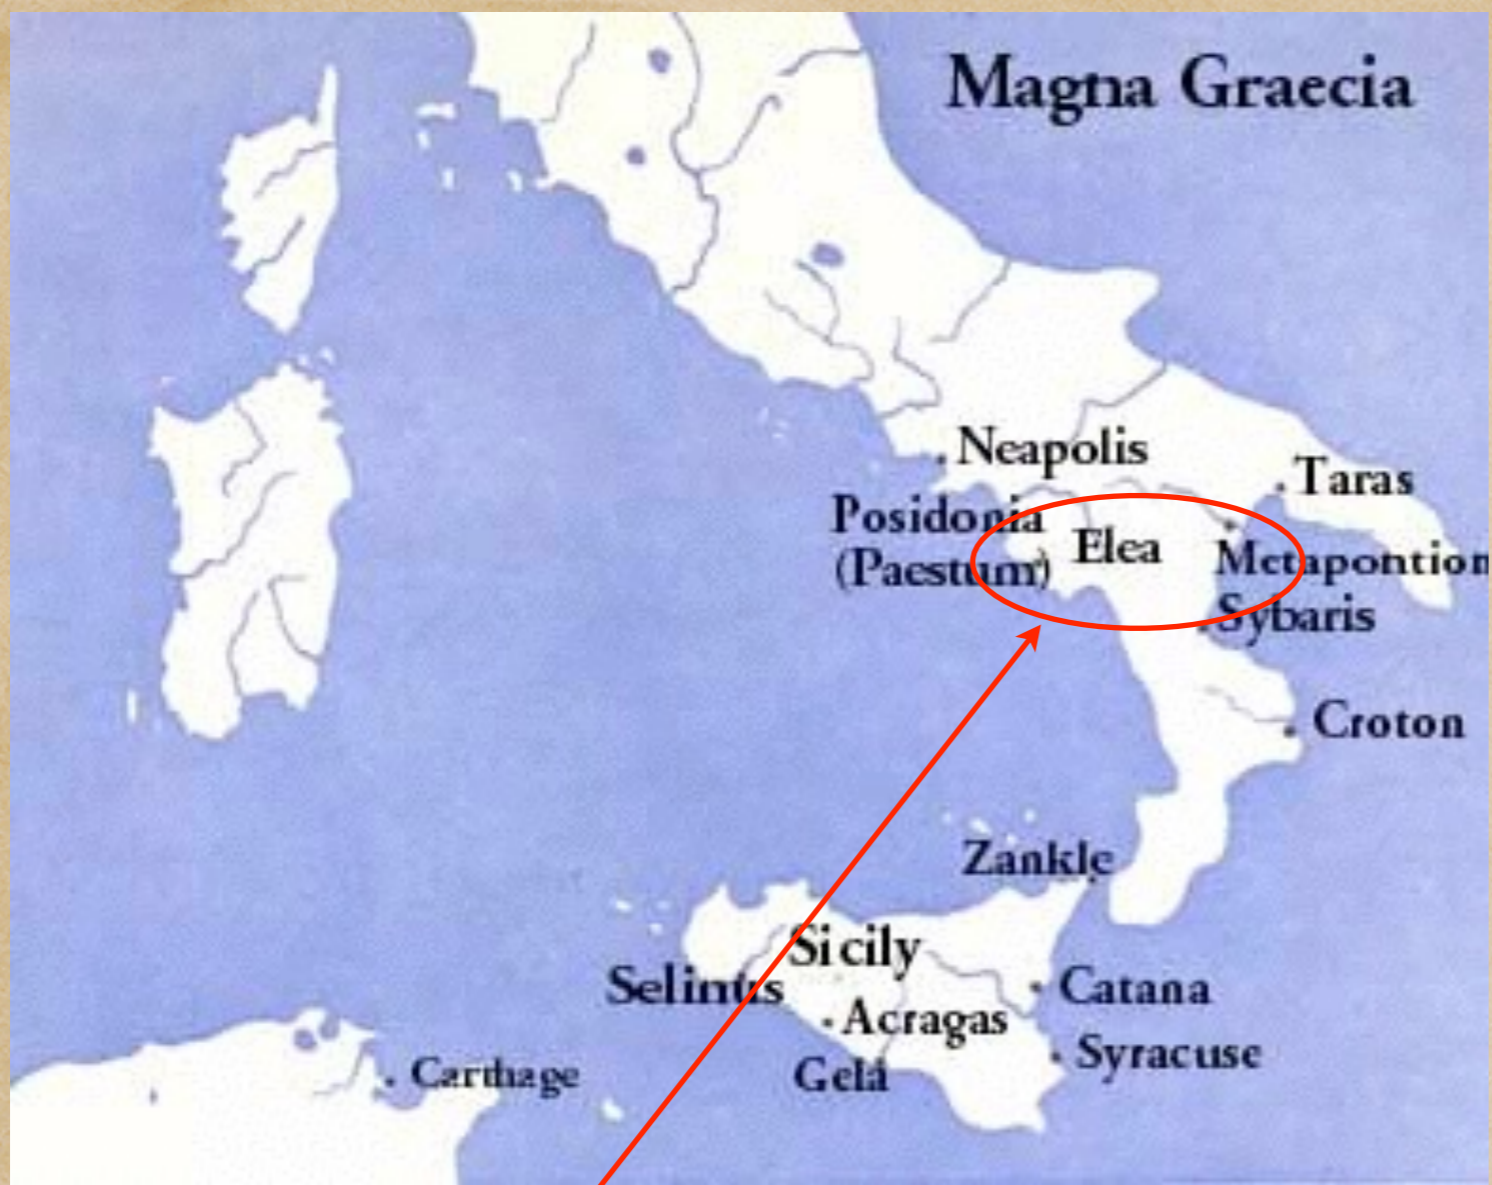 Magna Graecia
Neapolis
Taras
Posidonia
(Paestum)
Elea
Metapontion
Sybaris
Croton
Zankle
Sicily
Selinus
Catana
Acragas
Syracuse
Gela
Carthage